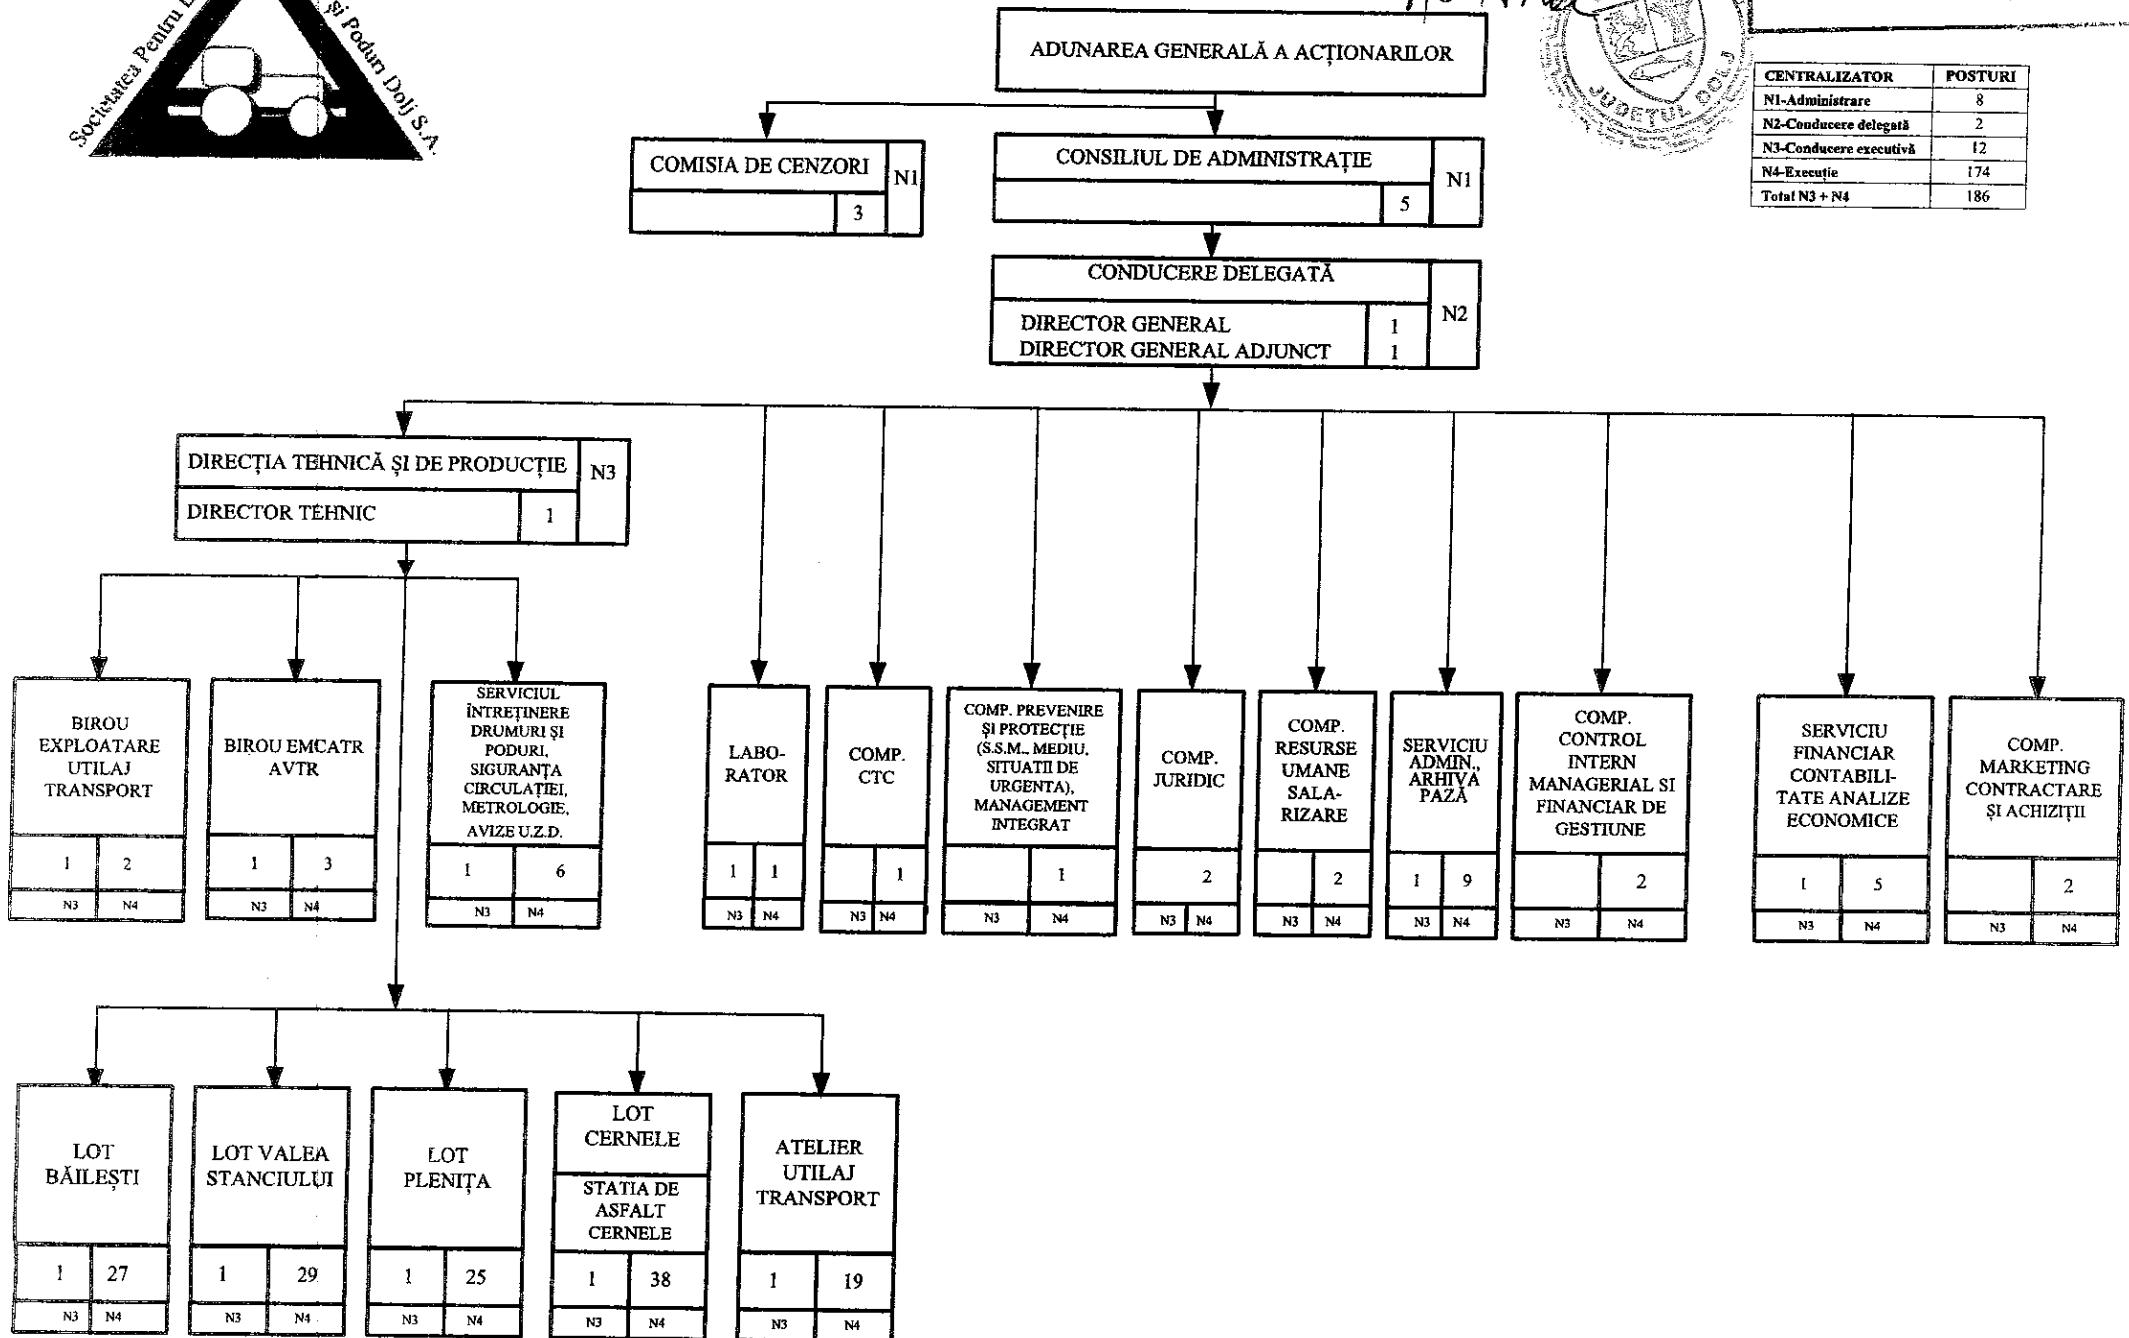 Societatea Pentru
și Poduri Dolj S.A.
JUDEȚUL DOLJ
ADUNAREA GENERALĂ A ACȚIONARILOR
CENTRALIZATOR POSTURI
N1-Administrare 8
N2-Conducere delegată 2
N3-Conducere executivă 12
N4-Execuție 174
Total N3 + N4 186
COMISIA DE CENZORI N1
3
CONSILIUL DE ADMINISTRAȚIE N1
5
CONDUCERE DELEGATĂ N2
DIRECTOR GENERAL 1
DIRECTOR GENERAL ADJUNCT 1
DIRECȚIA TEHNICĂ ȘI DE PRODUCȚIE N3
DIRECTOR TEHNIC 1
BIROU
EXPLOATARE
UTILAJ
TRANSPORT
1 2
N3 N4
BIROU EMCATR
AVTR
1 3
N3 N4
SERVICIUL
ÎNTREȚINERE
DRUMURI ȘI
PODURI,
SIGURANȚA
CIRCULAȚIEI,
METROLOGIE,
AVIZE U.Z.D.
1 6
N3 N4
LABO-
RATOR
1 1
N3 N4
COMP.
CTC
1
N3 N4
COMP. PREVENIRE
ȘI PROTECȚIE
(S.S.M., MEDIU,
SITUATII DE
URGENTA),
MANAGEMENT
INTEGRAT
1
N3 N4
COMP.
JURIDIC
2
N3 N4
COMP.
RESURSE
UMANE
SALA-
RIZARE
2
N3 N4
SERVICIU
ADMIN.,
ARHIVA
PAZĂ
1 9
N3 N4
COMP.
CONTROL
INTERN
MANAGERIAL SI
FINANCIAR DE
GESTIUNE
2
N3 N4
SERVICIU
FINANCIAR
CONTABILI-
TATE ANALIZE
ECONOMICE
1 5
N3 N4
COMP.
MARKETING
CONTRACTARE
ȘI ACHIZIȚII
2
N3 N4
LOT
BĂILEȘTI
1 27
N3 N4
LOT VALEA
STANCIULUI
1 29
N3 N4
LOT
PLENIȚA
1 25
N3 N4
LOT
CERNELE
STATIA DE
ASFALT
CERNELE
1 38
N3 N4
ATELIER
UTILAJ
TRANSPORT
1 19
N3 N4